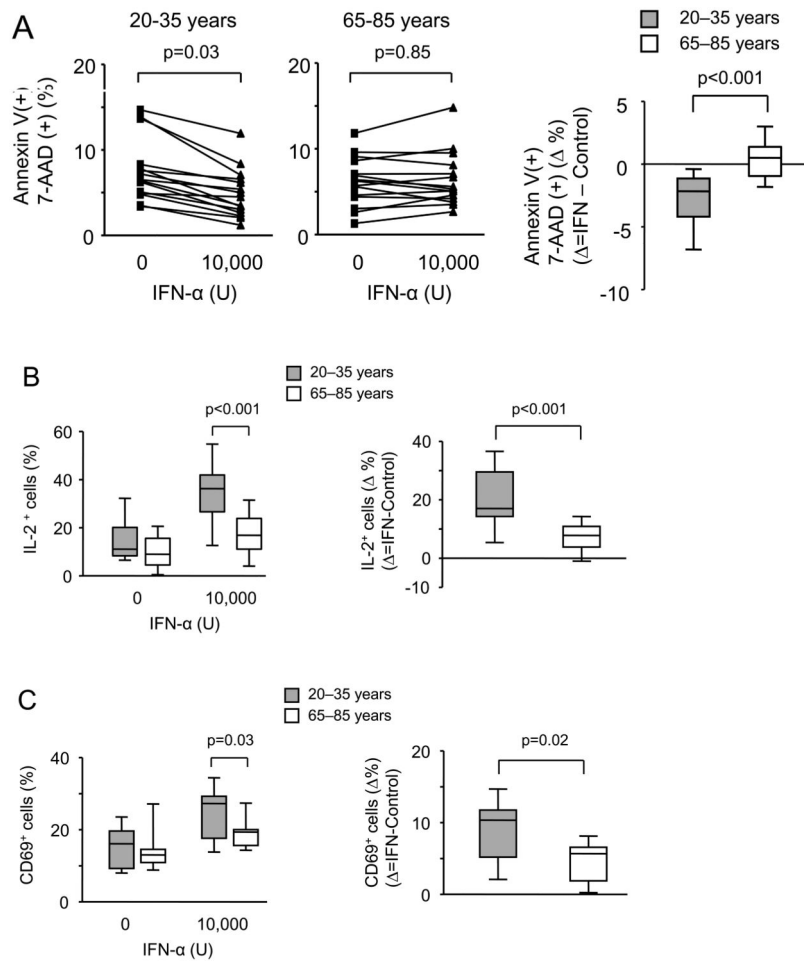 A
20-35 years
65-85 years
20–35 years
65–85 years
p=0.03
p=0.85
p<0.001
Annexin V(+)
7-AAD (+) (%)
20
10
0
0
10,000
IFN-α (U)
20
10
0
0
10,000
IFN-α (U)
Annexin V(+)
7-AAD (+) (Δ %)
(Δ=IFN – Control)
5
0
-5
-10
B
20–35 years
65–85 years
p<0.001
IL-2 + cells (%)
60
40
20
0
0
10,000
IFN-α (U)
p<0.001
IL-2+ cells (Δ %)
(Δ=IFN-Control)
40
20
10
0
-10
C
20–35 years
65–85 years
p=0.03
CD69+ cells (%)
40
20
10
0
0
10,000
IFN-α (U)
p=0.02
CD69+ cells (Δ%)
(Δ=IFN-Control)
20
10
0